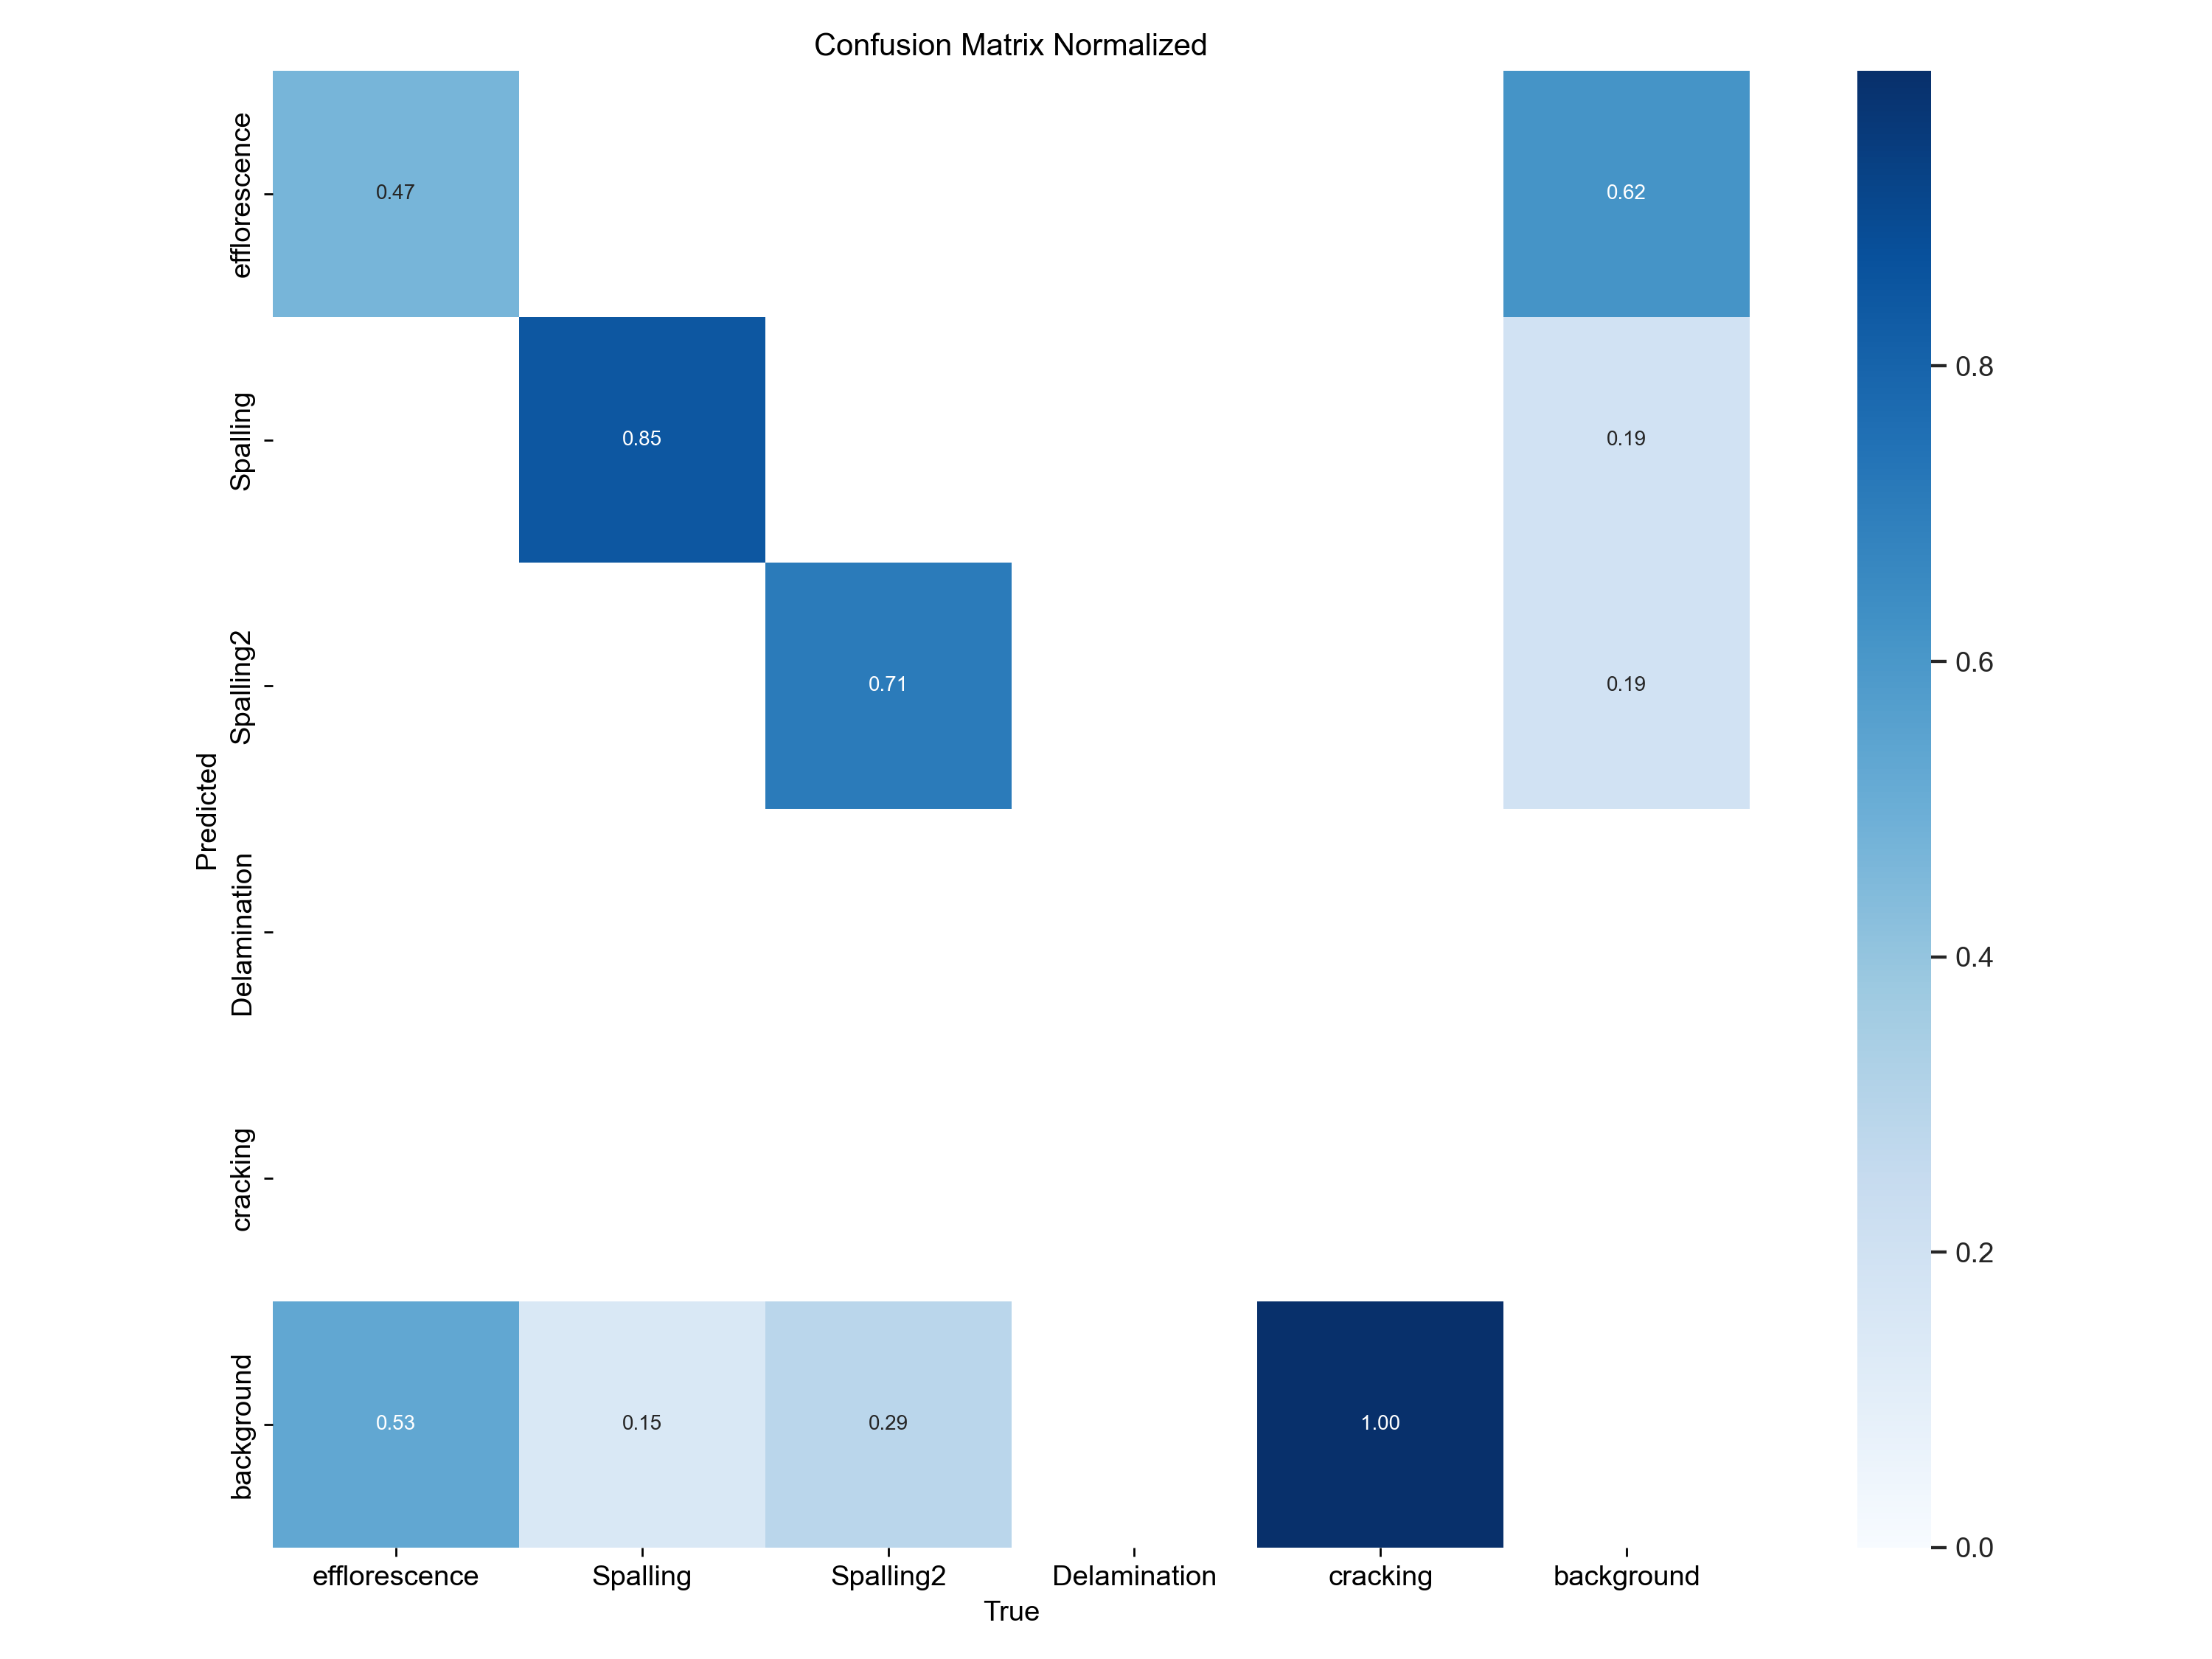 Confusion Matrix Normalized
efflorescence
0.47
0.62
Spalling
0.85
0.19
0.8
Spalling2
0.71
0.19
0.6
Predicted
Delamination
0.4
cracking
0.2
background
0.53
0.15
0.29
1.00
0.0
efflorescence Spalling Spalling2 Delamination cracking background
True